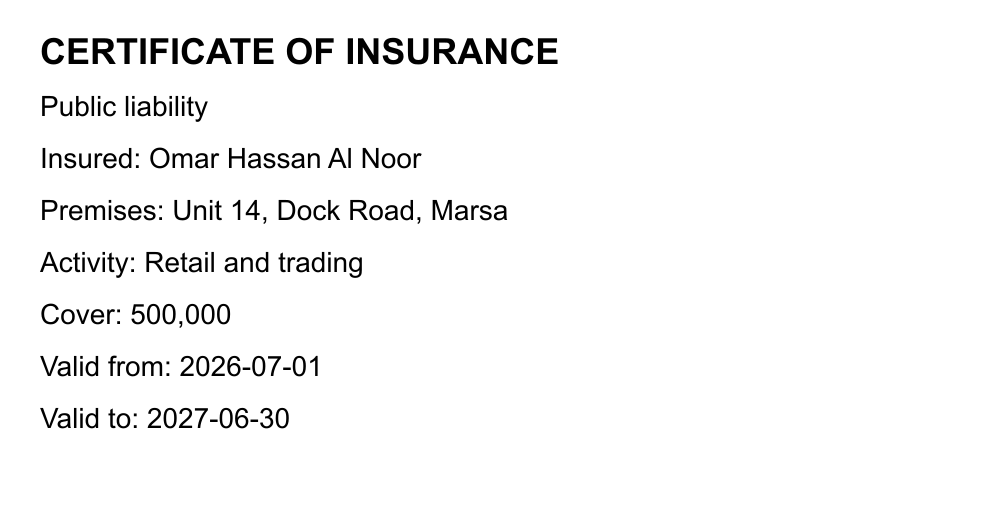 CERTIFICATE OF INSURANCE
Public liability
Insured: Omar Hassan Al Noor
Premises: Unit 14, Dock Road, Marsa
Activity: Retail and trading
Cover: 500,000
Valid from: 2026-07-01
Valid to: 2027-06-30